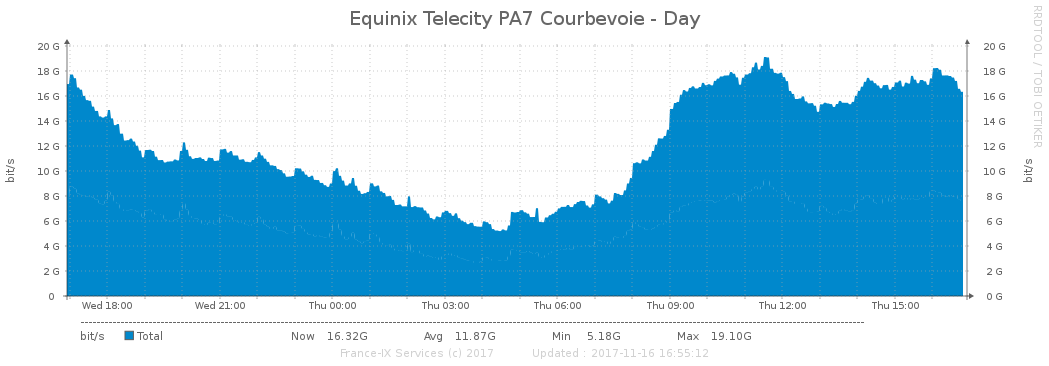 Equinix Telecity PA7 Courbevoie - Day
RRDTOOL / TOBI OETIKER
bit/s
bit/s
20 G 20 G
18 G 18 G
16 G 16 G
14 G 14 G
12 G 12 G
10 G 10 G
8 G 8 G
6 G 6 G
4 G 4 G
2 G 2 G
0 0 G
Wed 18:00 Wed 21:00 Thu 00:00 Thu 03:00 Thu 06:00 Thu 09:00 Thu 12:00 Thu 15:00
bit/s Total Now 16.32G Avg 11.87G Min 5.18G Max 19.10G
France-IX Services (c) 2017 Updated : 2017-11-16 16:55:12